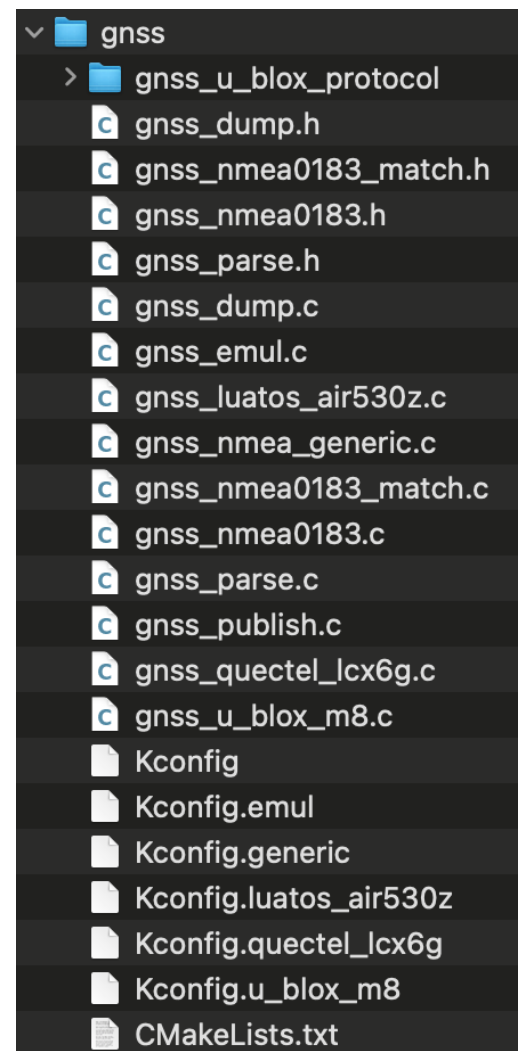 gnss
gnss_u_blox_protocol
gnss_dump.h
gnss_nmea0183_match.h
gnss_nmea0183.h
gnss_parse.h
gnss_dump.c
gnss_emul.c
gnss_luatos_air530z.c
gnss_nmea_generic.c
gnss_nmea0183_match.c
gnss_nmea0183.c
gnss_parse.c
gnss_publish.c
gnss_quectel_lcx6g.c
gnss_u_blox_m8.c
Kconfig
Kconfig.emul
Kconfig.generic
Kconfig.luatos_air530z
Kconfig.quectel_lcx6g
Kconfig.u_blox_m8
CMakeLists.txt